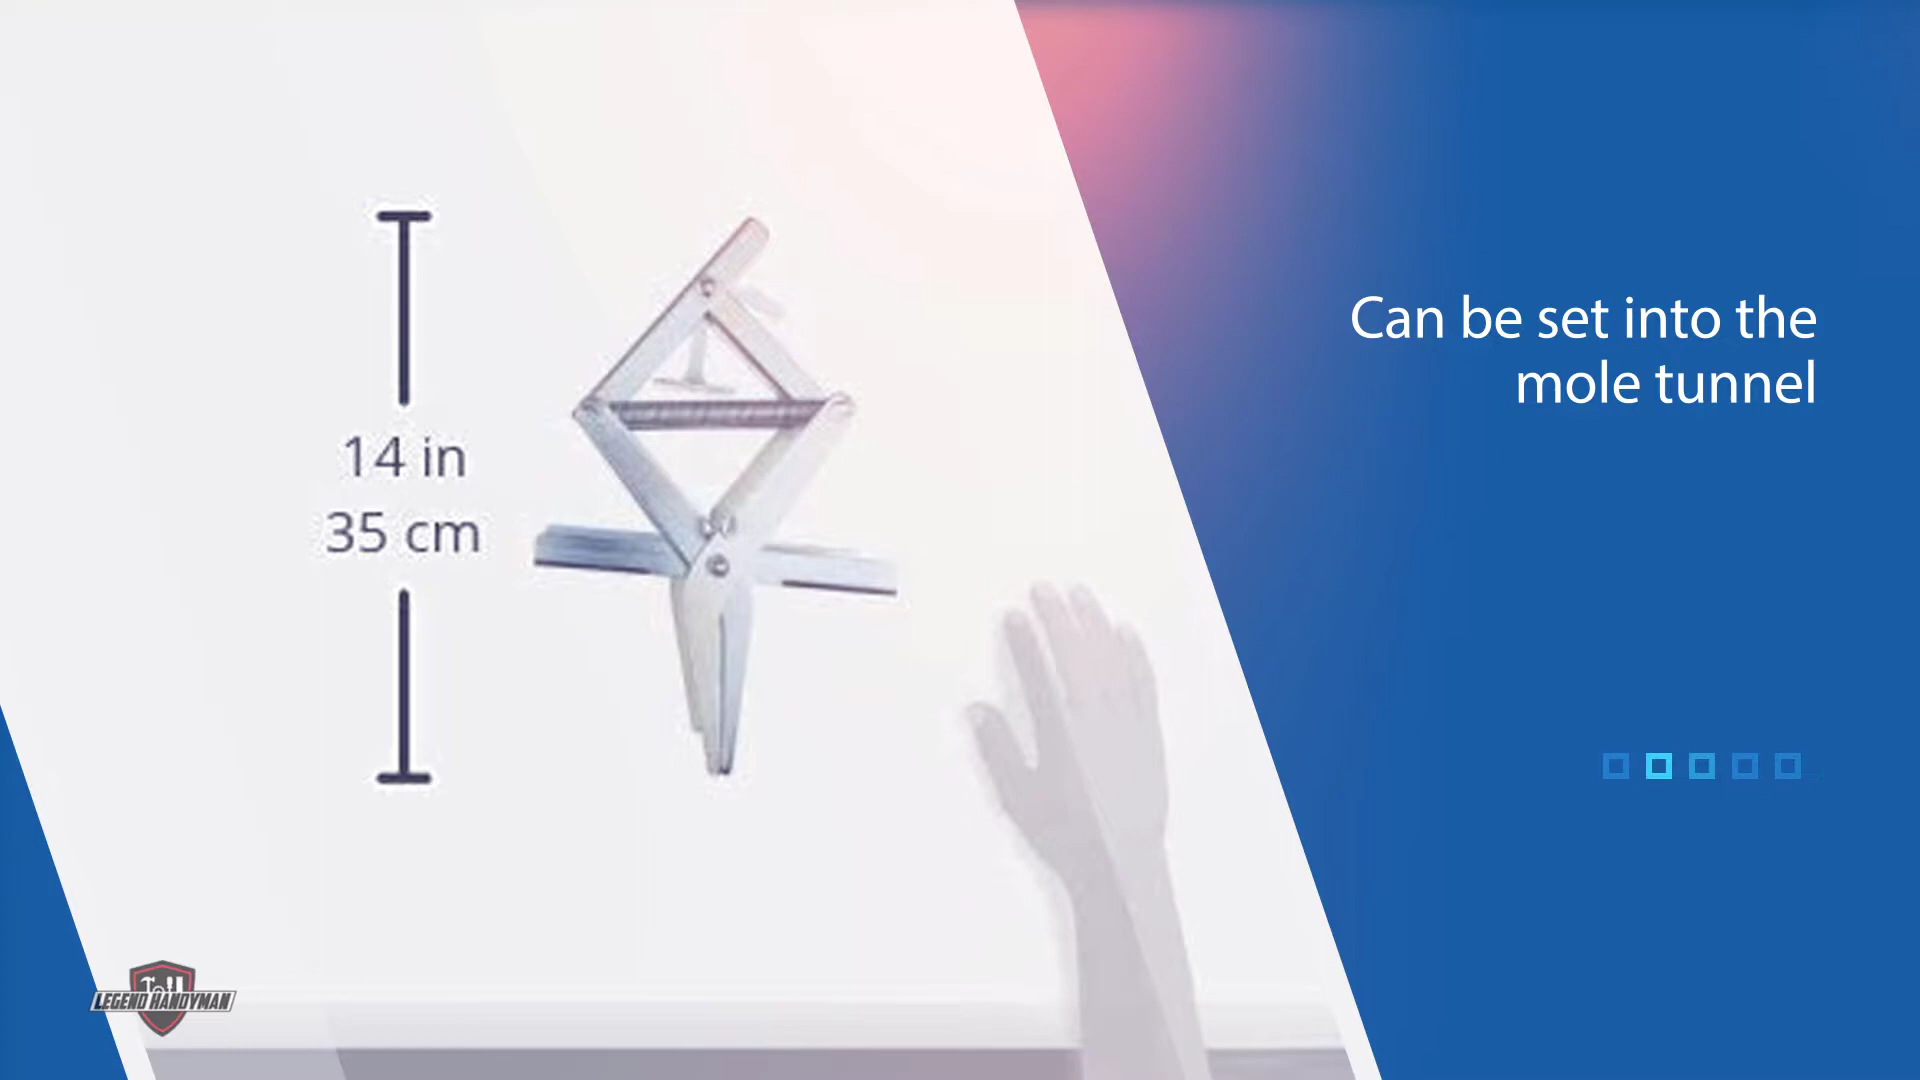 14 in
35 cm
Can be set into the
mole tunnel
LEGEND HANDYMAN